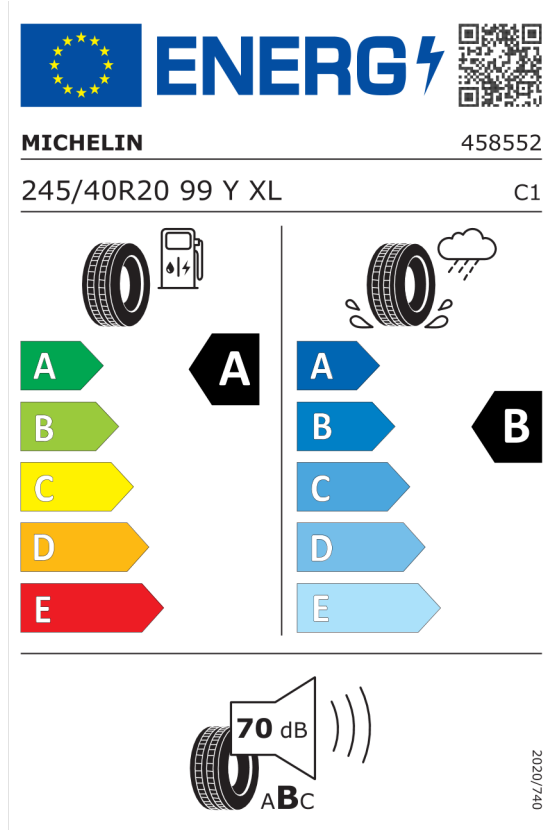 ENERG
MICHELIN 458552
245/40R20 99 Y XL C1
A A A
B B B
C C
D D
E E
70 dB
ABC
2020/740